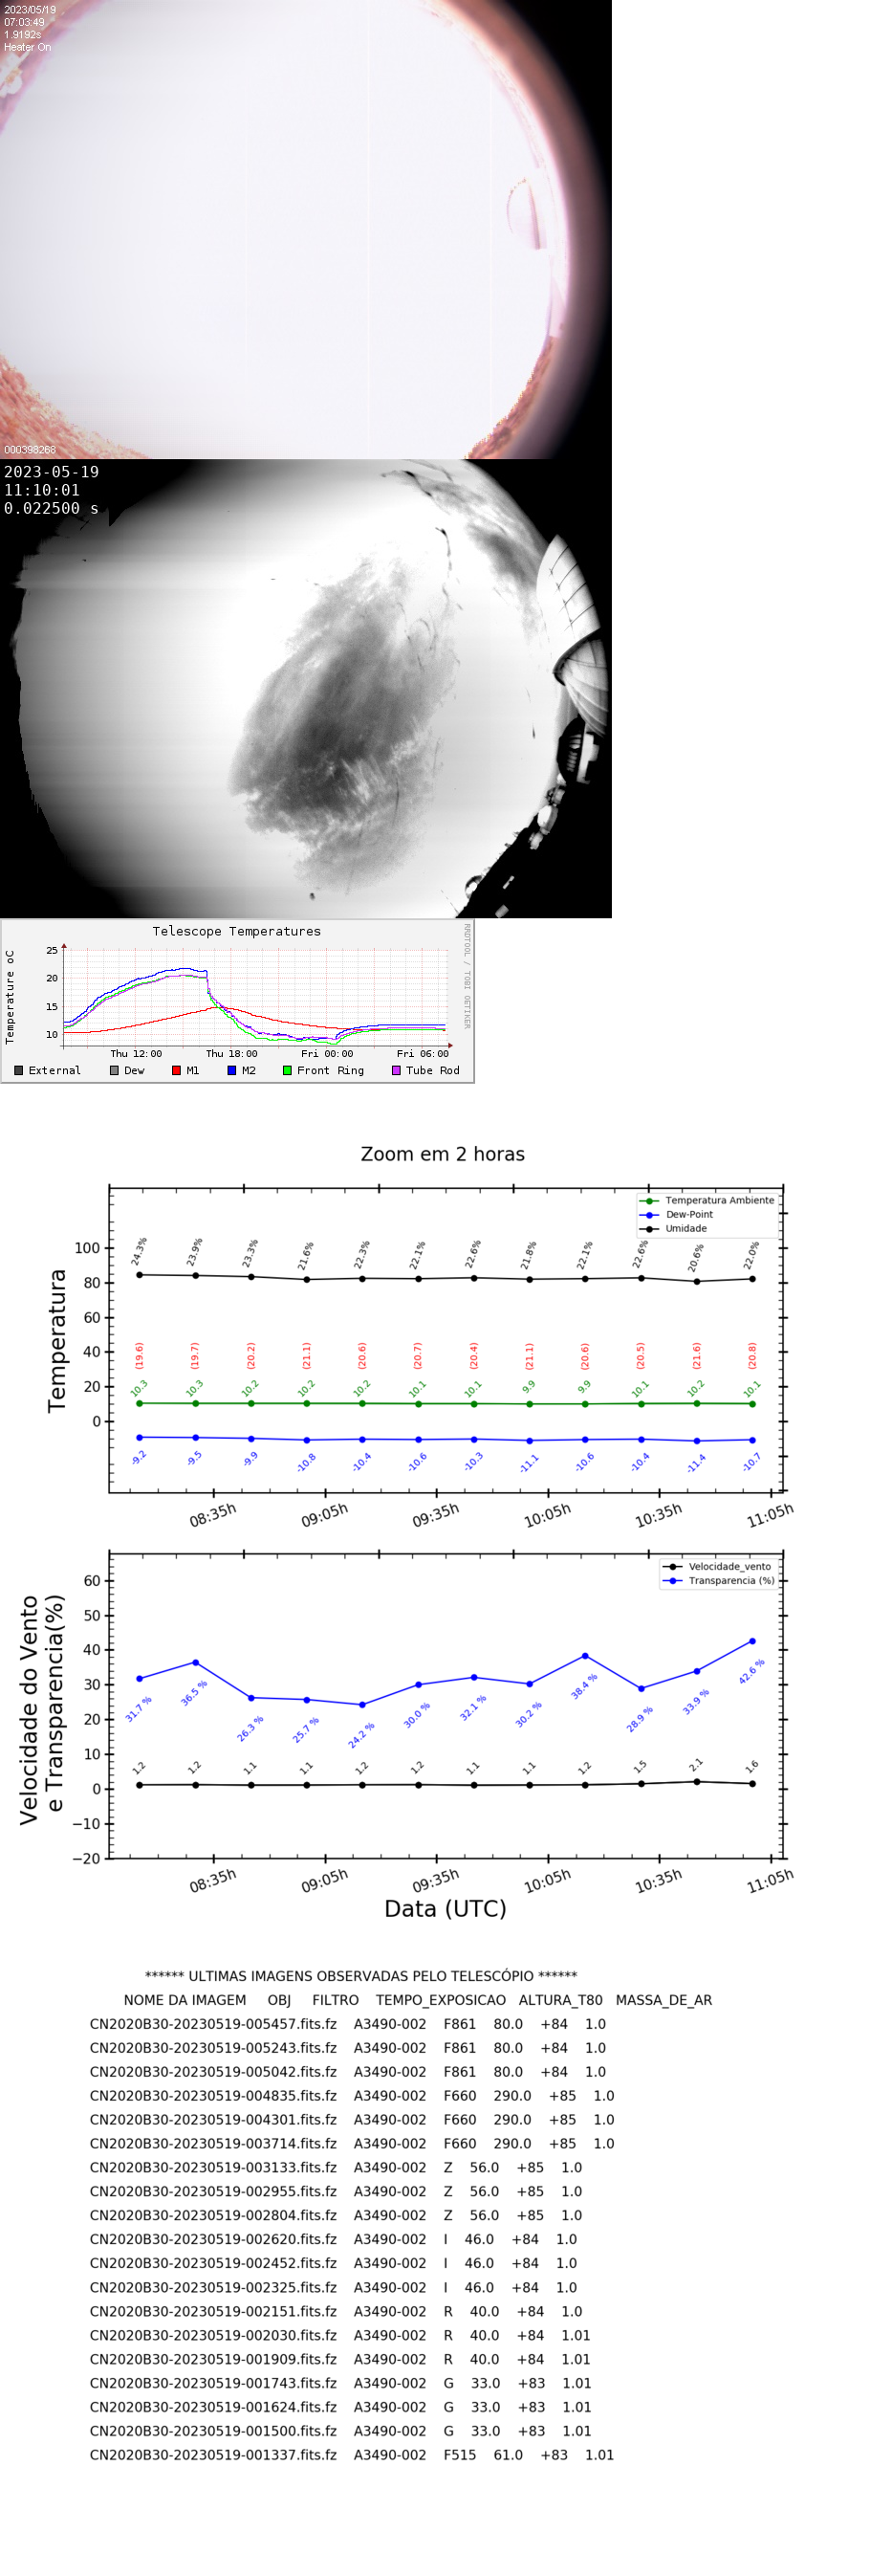 2023/05/19
07:03:49
1.9192s
Heater On
000398268
2023-05-19
11:10:01
0.022500 s
Telescope Temperatures
RRDTOOL / TOBI OETIKER
Temperature oC
25
20
15
10
Thu 12:00 Thu 18:00 Fri 00:00 Fri 06:00
External Dew M1 M2 Front Ring Tube Rod
Zoom em 2 horas
Temperatura Ambiente
Dew-Point
Umidade
Temperatura
100
80
60
40
20
0
24.3% 23.9% 23.3% 21.6% 22.3% 22.1% 22.6% 21.8% 22.1% 22.6% 20.6% 22.0%
(19.6) (19.7) (20.2) (21.1) (20.6) (20.7) (20.4) (21.1) (20.6) (20.5) (21.6) (20.8)
10.3 10.3 10.2 10.2 10.2 10.1 10.1 9.9 9.9 10.1 10.2 10.1
-9.2 -9.5 -9.9 -10.8 -10.4 -10.6 -10.3 -11.1 -10.6 -10.4 -11.4 -10.7
08:35h 09:05h 09:35h 10:05h 10:35h 11:05h
Velocidade_vento
Transparencia (%)
Velocidade do Vento
e Transparencia(%)
60
50
40
30
20
10
0
−10
−20
31.7 % 36.5 % 26.3 % 25.7 % 24.2 % 30.0 % 32.1 % 30.2 % 38.4 % 28.9 % 33.9 % 42.6 %
1.2 1.2 1.1 1.1 1.2 1.2 1.1 1.1 1.2 1.5 2.1 1.6
08:35h 09:05h 09:35h 10:05h 10:35h 11:05h
Data (UTC)
****** ULTIMAS IMAGENS OBSERVADAS PELO TELESCÓPIO ******
NOME DA IMAGEM OBJ FILTRO TEMPO_EXPOSICAO ALTURA_T80 MASSA_DE_AR
CN2020B30-20230519-005457.fits.fz A3490-002 F861 80.0 +84 1.0
CN2020B30-20230519-005243.fits.fz A3490-002 F861 80.0 +84 1.0
CN2020B30-20230519-005042.fits.fz A3490-002 F861 80.0 +84 1.0
CN2020B30-20230519-004835.fits.fz A3490-002 F660 290.0 +85 1.0
CN2020B30-20230519-004301.fits.fz A3490-002 F660 290.0 +85 1.0
CN2020B30-20230519-003714.fits.fz A3490-002 F660 290.0 +85 1.0
CN2020B30-20230519-003133.fits.fz A3490-002 Z 56.0 +85 1.0
CN2020B30-20230519-002955.fits.fz A3490-002 Z 56.0 +85 1.0
CN2020B30-20230519-002804.fits.fz A3490-002 Z 56.0 +85 1.0
CN2020B30-20230519-002620.fits.fz A3490-002 I 46.0 +84 1.0
CN2020B30-20230519-002452.fits.fz A3490-002 I 46.0 +84 1.0
CN2020B30-20230519-002325.fits.fz A3490-002 I 46.0 +84 1.0
CN2020B30-20230519-002151.fits.fz A3490-002 R 40.0 +84 1.0
CN2020B30-20230519-002030.fits.fz A3490-002 R 40.0 +84 1.01
CN2020B30-20230519-001909.fits.fz A3490-002 R 40.0 +84 1.01
CN2020B30-20230519-001743.fits.fz A3490-002 G 33.0 +83 1.01
CN2020B30-20230519-001624.fits.fz A3490-002 G 33.0 +83 1.01
CN2020B30-20230519-001500.fits.fz A3490-002 G 33.0 +83 1.01
CN2020B30-20230519-001337.fits.fz A3490-002 F515 61.0 +83 1.01